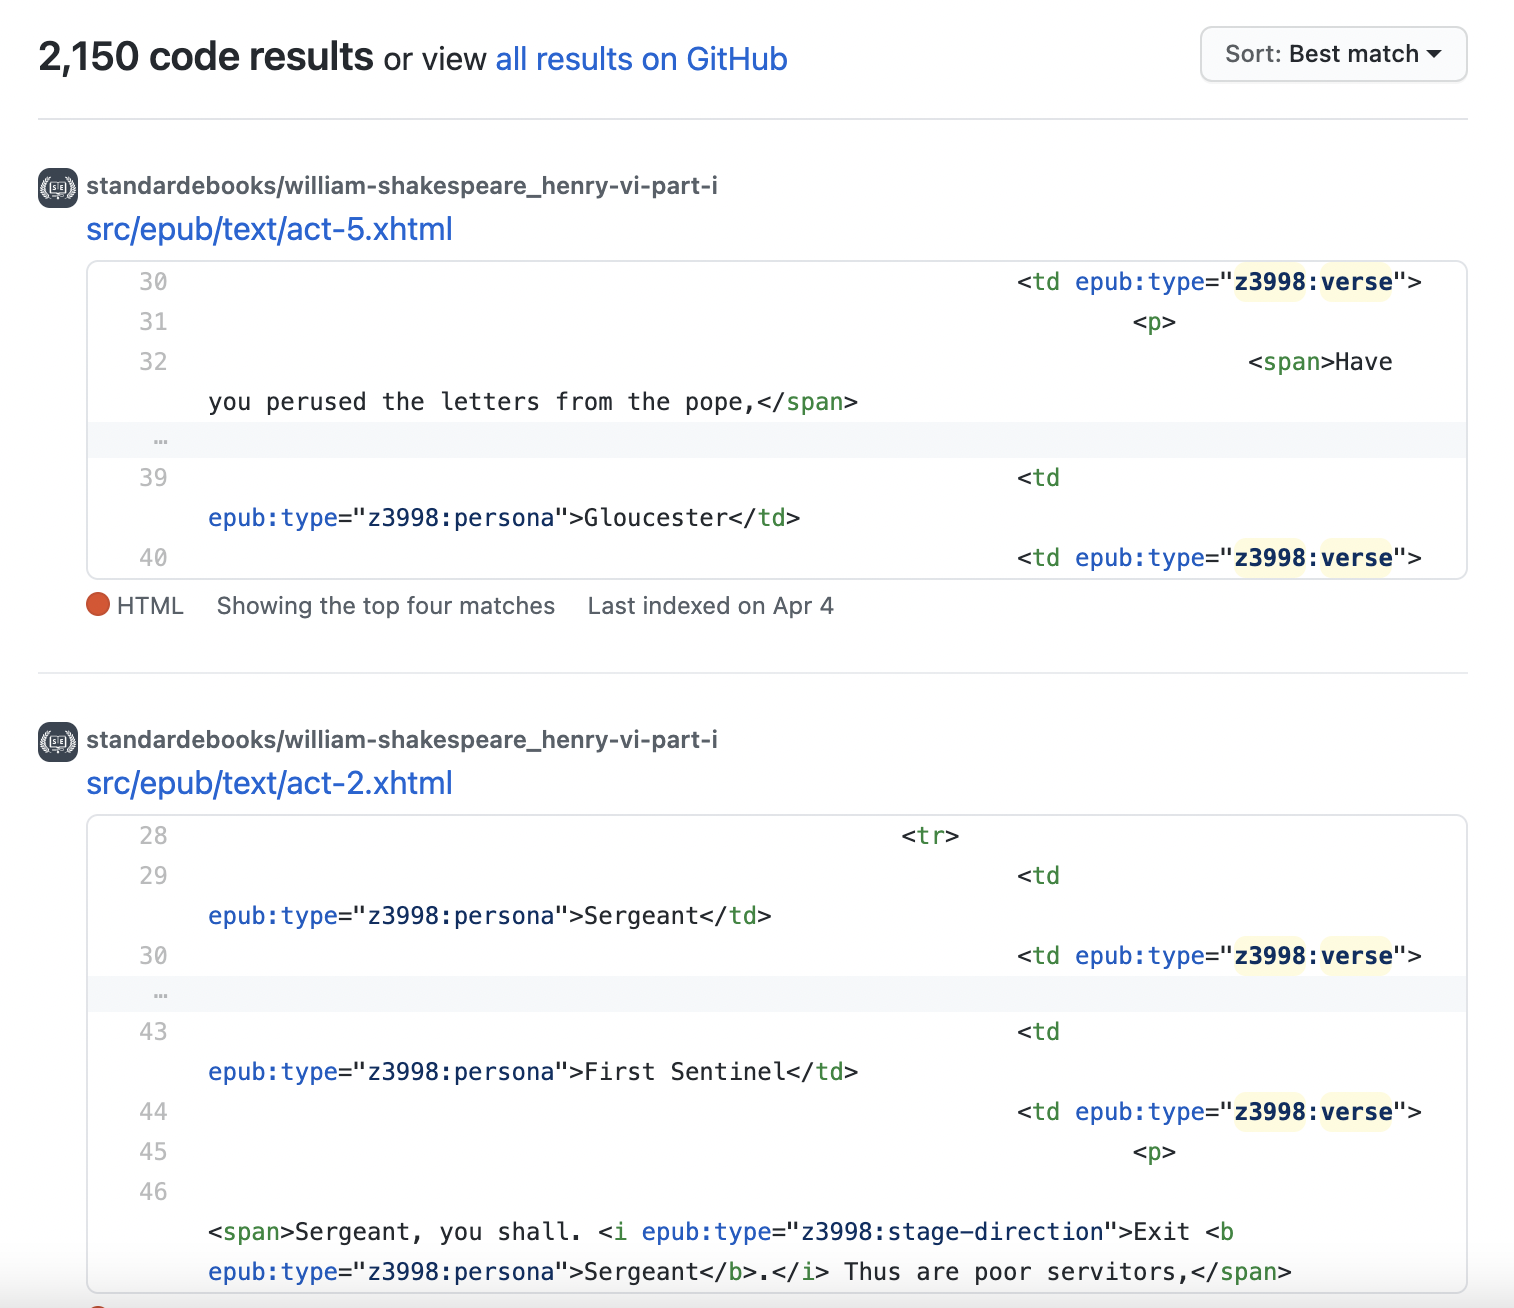 2,150 code results or view all results on GitHub
Sort: Best match
standardebooks/william-shakespeare_henry-vi-part-i
src/epub/text/act-5.xhtml
30 <td epub:type="z3998:verse">
31 <p>
32 <span>Have
you perused the letters from the pope,</span>
…
39 <td
epub:type="z3998:persona">Gloucester</td>
40 <td epub:type="z3998:verse">
HTML Showing the top four matches Last indexed on Apr 4
standardebooks/william-shakespeare_henry-vi-part-i
src/epub/text/act-2.xhtml
28 <tr>
29 <td
epub:type="z3998:persona">Sergeant</td>
30 <td epub:type="z3998:verse">
…
43 <td
epub:type="z3998:persona">First Sentinel</td>
44 <td epub:type="z3998:verse">
45 <p>
46
<span>Sergeant, you shall. <i epub:type="z3998:stage-direction">Exit <b
epub:type="z3998:persona">Sergeant</b>.</i> Thus are poor servitors,</span>